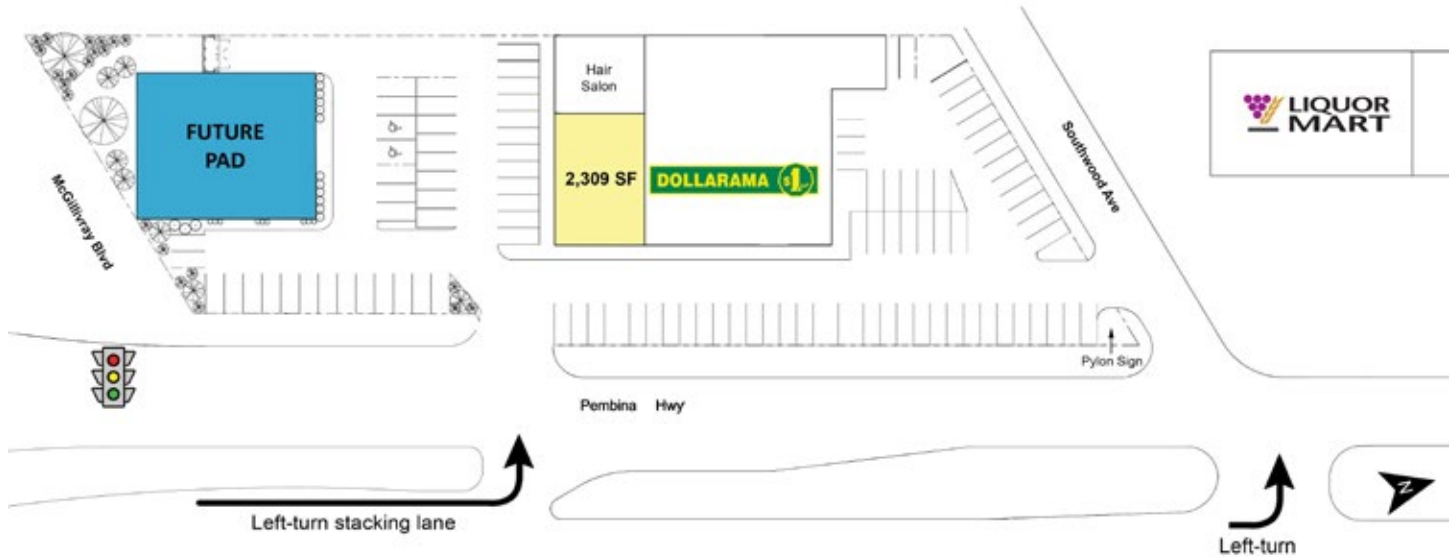 Hair
Salon
FUTURE
PAD
2,309 SF
DOLLARAMA $1
LIQUOR
MART
McGillivray Blvd
Southwood Ave
Pylon Sign
Pembina Hwy
Left-turn stacking lane
Left-turn
N